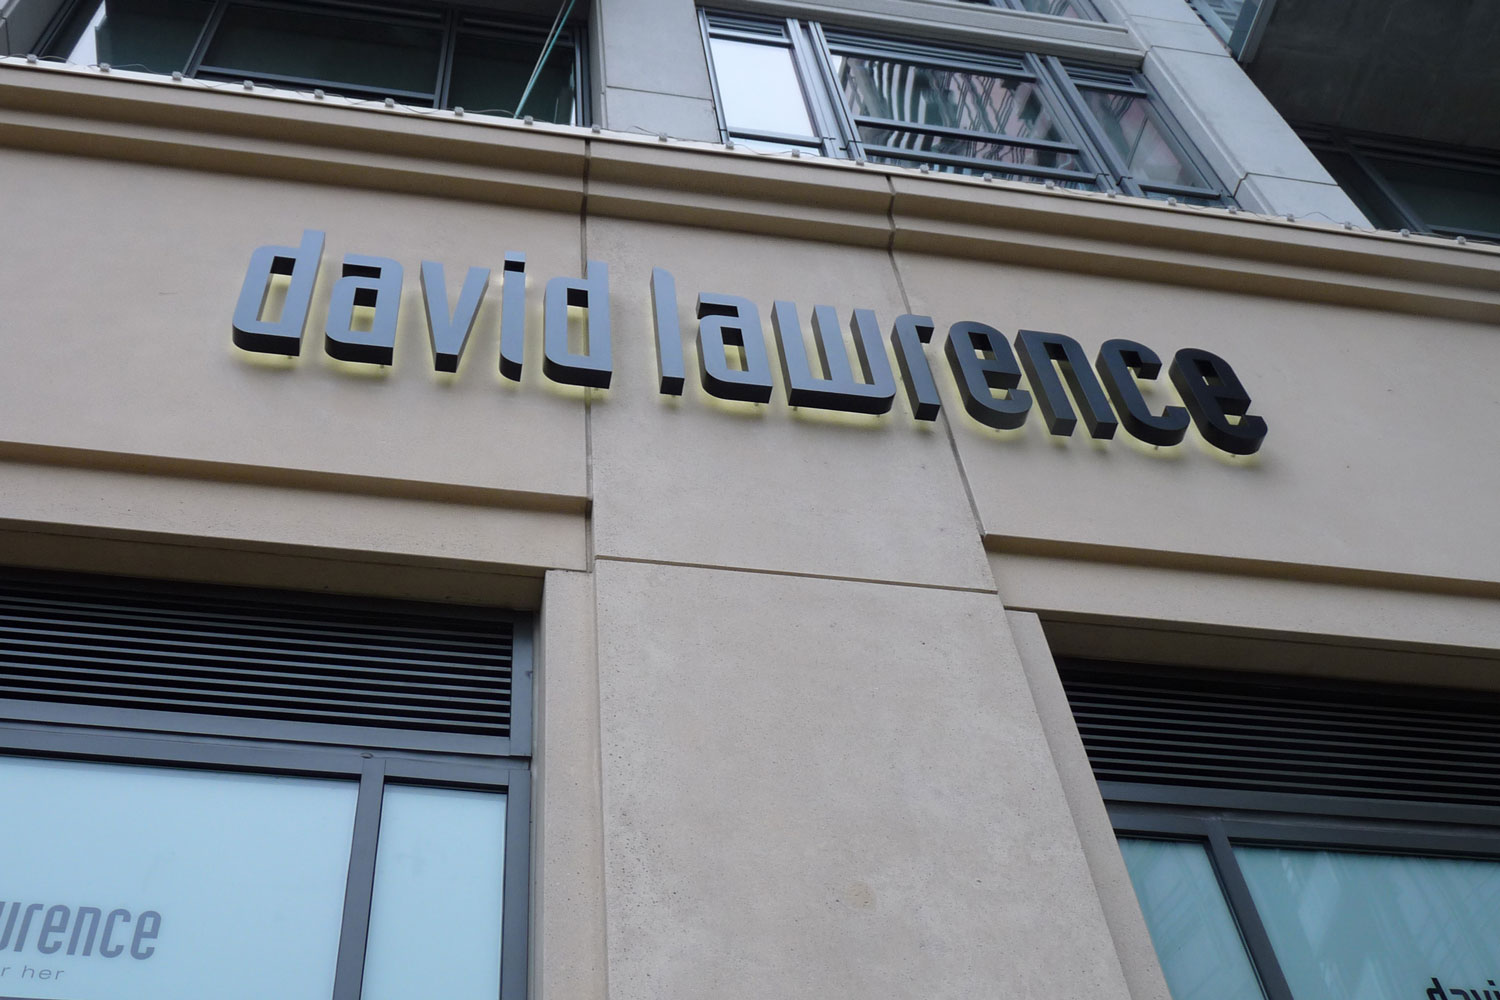 david lawrence
urence
r her